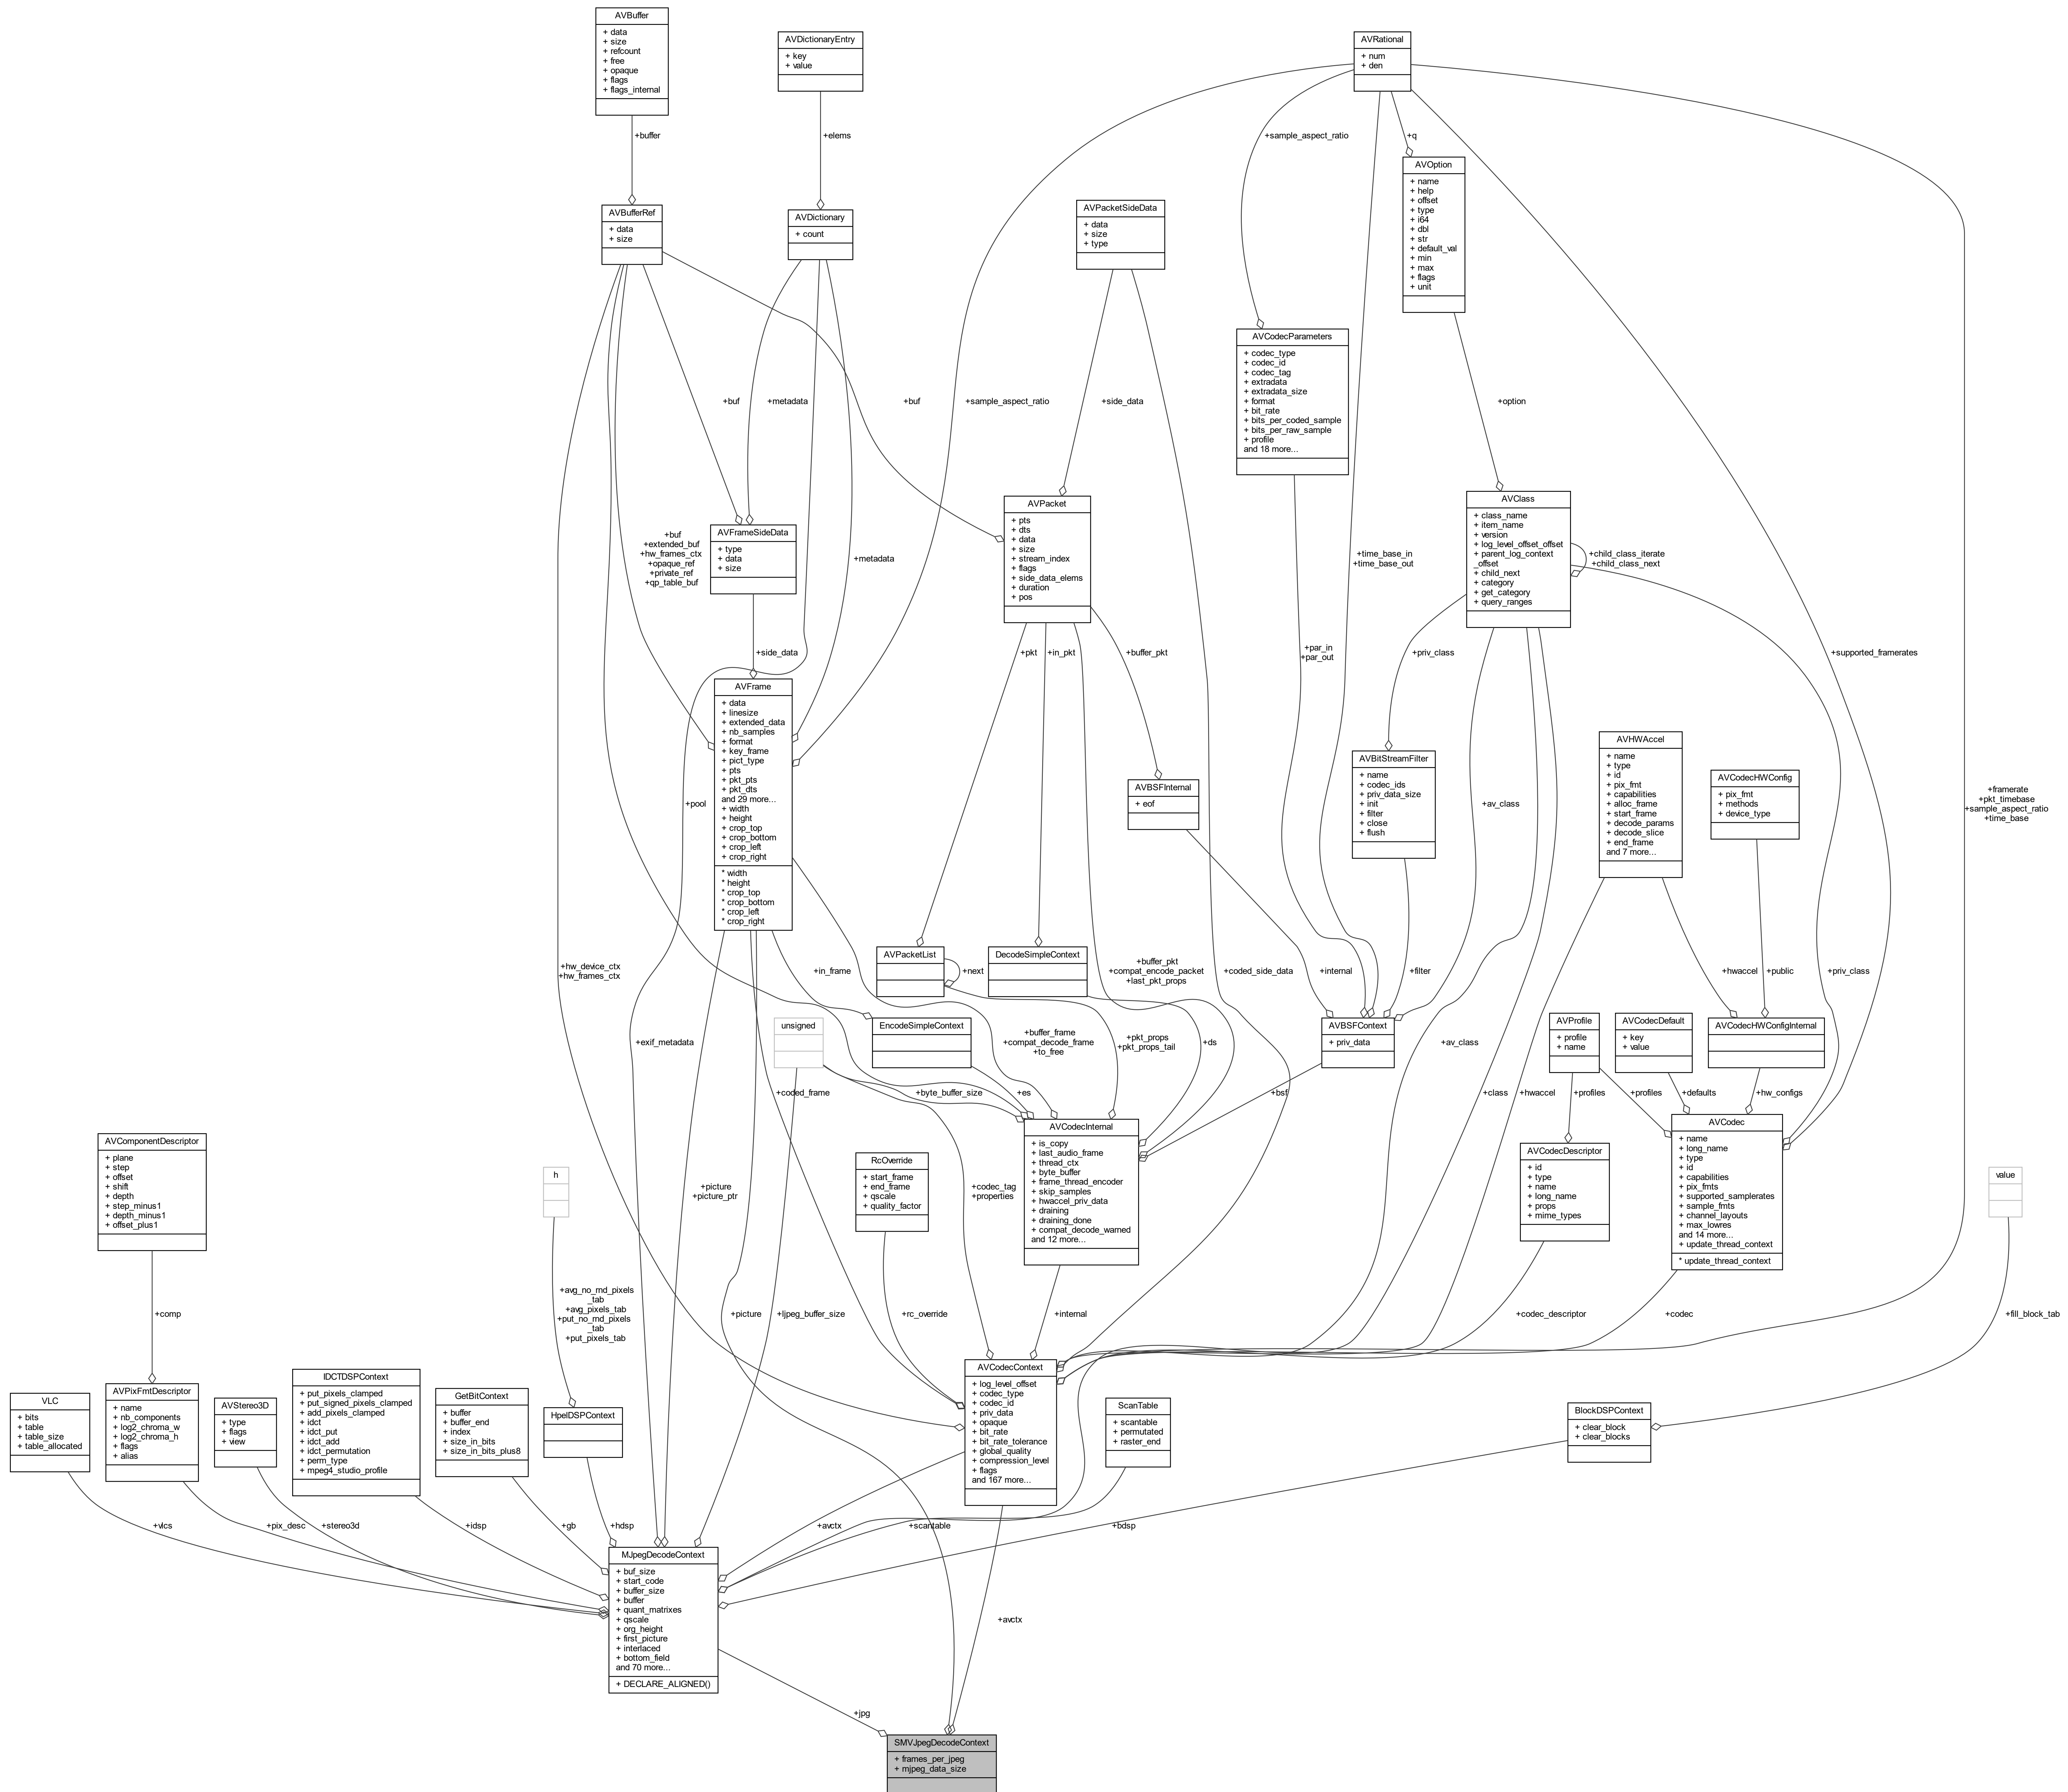 AVBuffer
+ data
+ size
+ refcount
+ free
+ opaque
+ flags
+ flags_internal
AVDictionaryEntry
+ key
+ value
AVRational
+ num
+ den
+buffer
+elems
+sample_aspect_ratio
+q
AVOption
+ name
+ help
+ offset
+ type
+ i64
+ dbl
+ str
+ default_val
+ min
+ max
+ flags
+ unit
AVBufferRef
+ data
+ size
AVDictionary
+ count
AVPacketSideData
+ data
+ size
+ type
AVCodecParameters
+ codec_type
+ codec_id
+ codec_tag
+ extradata
+ extradata_size
+ format
+ bit_rate
+ bits_per_coded_sample
+ bits_per_raw_sample
+ profile
and 18 more...
+buf
+metadata
+buf
+sample_aspect_ratio
+side_data
+option
+buf
+extended_buf
+hw_frames_ctx
+opaque_ref
+private_ref
+qp_table_buf
AVFrameSideData
+ type
+ data
+ size
+metadata
AVPacket
+ pts
+ dts
+ data
+ size
+ stream_index
+ flags
+ side_data_elems
+ duration
+ pos
+time_base_in
+time_base_out
AVClass
+ class_name
+ item_name
+ version
+ log_level_offset_offset
+ parent_log_context
_offset
+ child_next
+ category
+ get_category
+ query_ranges
+child_class_iterate
+child_class_next
+side_data
+pkt
+in_pkt
+buffer_pkt
+par_in
+par_out
+priv_class
+supported_framerates
AVFrame
+ data
+ linesize
+ extended_data
+ nb_samples
+ format
+ key_frame
+ pict_type
+ pts
+ pkt_pts
+ pkt_dts
and 29 more...
+ width
+ height
+ crop_top
+ crop_bottom
+ crop_left
+ crop_right
* width
* height
* crop_top
* crop_bottom
* crop_left
* crop_right
+pool
AVBSFInternal
+ eof
AVBitStreamFilter
+ name
+ codec_ids
+ priv_data_size
+ init
+ filter
+ close
+ flush
+av_class
AVHWAccel
+ name
+ type
+ id
+ pix_fmt
+ capabilities
+ alloc_frame
+ start_frame
+ decode_params
+ decode_slice
+ end_frame
and 7 more...
AVCodecHWConfig
+ pix_fmt
+ methods
+ device_type
+framerate
+pkt_timebase
+sample_aspect_ratio
+time_base
+hw_device_ctx
+hw_frames_ctx
+in_frame
AVPacketList
+next
DecodeSimpleContext
+buffer_pkt
+compat_encode_packet
+last_pkt_props
+coded_side_data
+internal
+filter
+hwaccel
+public
+priv_class
+exif_metadata
unsigned
EncodeSimpleContext
+buffer_frame
+compat_decode_frame
+to_free
+pkt_props
+pkt_props_tail
+ds
AVBSFContext
+ priv_data
+av_class
AVProfile
+ profile
+ name
AVCodecDefault
+ key
+ value
AVCodecHWConfigInternal
+coded_frame
+byte_buffer_size
+es
+bsf
+class
+hwaccel
+profiles
+profiles
+defaults
+hw_configs
AVComponentDescriptor
+ plane
+ step
+ offset
+ shift
+ depth
+ step_minus1
+ depth_minus1
+ offset_plus1
h
+picture
+picture_ptr
RcOverride
+ start_frame
+ end_frame
+ qscale
+ quality_factor
+codec_tag
+properties
AVCodecInternal
+ is_copy
+ last_audio_frame
+ thread_ctx
+ byte_buffer
+ frame_thread_encoder
+ skip_samples
+ hwaccel_priv_data
+ draining
+ draining_done
+ compat_decode_warned
and 12 more...
AVCodecDescriptor
+ id
+ type
+ name
+ long_name
+ props
+ mime_types
AVCodec
+ name
+ long_name
+ type
+ id
+ capabilities
+ pix_fmts
+ supported_samplerates
+ sample_fmts
+ channel_layouts
+ max_lowres
and 14 more...
+ update_thread_context
* update_thread_context
value
+comp
+avg_no_rnd_pixels
_tab
+avg_pixels_tab
+put_no_rnd_pixels
_tab
+put_pixels_tab
+picture
+ljpeg_buffer_size
+rc_override
+internal
+codec_descriptor
+codec
+fill_block_tab
VLC
+ bits
+ table
+ table_size
+ table_allocated
AVPixFmtDescriptor
+ name
+ nb_components
+ log2_chroma_w
+ log2_chroma_h
+ flags
+ alias
AVStereo3D
+ type
+ flags
+ view
IDCTDSPContext
+ put_pixels_clamped
+ put_signed_pixels_clamped
+ add_pixels_clamped
+ idct
+ idct_put
+ idct_add
+ idct_permutation
+ perm_type
+ mpeg4_studio_profile
GetBitContext
+ buffer
+ buffer_end
+ index
+ size_in_bits
+ size_in_bits_plus8
HpelDSPContext
AVCodecContext
+ log_level_offset
+ codec_type
+ codec_id
+ priv_data
+ opaque
+ bit_rate
+ bit_rate_tolerance
+ global_quality
+ compression_level
+ flags
and 167 more...
ScanTable
+ scantable
+ permutated
+ raster_end
BlockDSPContext
+ clear_block
+ clear_blocks
+vlcs
+pix_desc
+stereo3d
+idsp
+gb
+hdsp
+avctx
+scantable
+bdsp
MJpegDecodeContext
+ buf_size
+ start_code
+ buffer_size
+ buffer
+ quant_matrixes
+ qscale
+ org_height
+ first_picture
+ interlaced
+ bottom_field
and 70 more...
+ DECLARE_ALIGNED()
+avctx
+jpg
SMVJpegDecodeContext
+ frames_per_jpeg
+ mjpeg_data_size